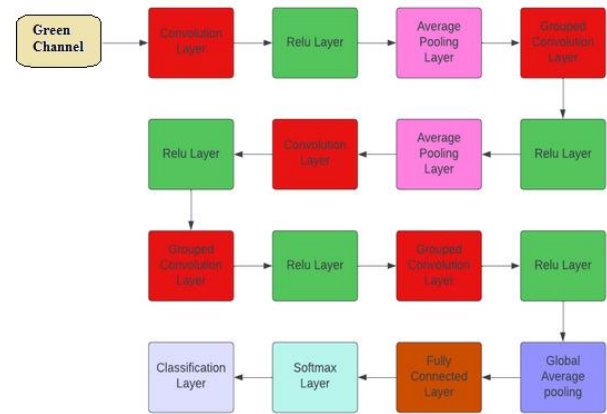 Green
Channel
Convolution
Layer
Relu Layer
Average
Pooling
Layer
Grouped
Convolution
Layer
Relu Layer
Average
Pooling
Layer
Convolution
Layer
Relu Layer
Grouped
Convolution
Layer
Relu Layer
Grouped
Convolution
Layer
Relu Layer
Global
Average
pooling
Fully
Connected
Layer
Softmax
Layer
Classification
Layer